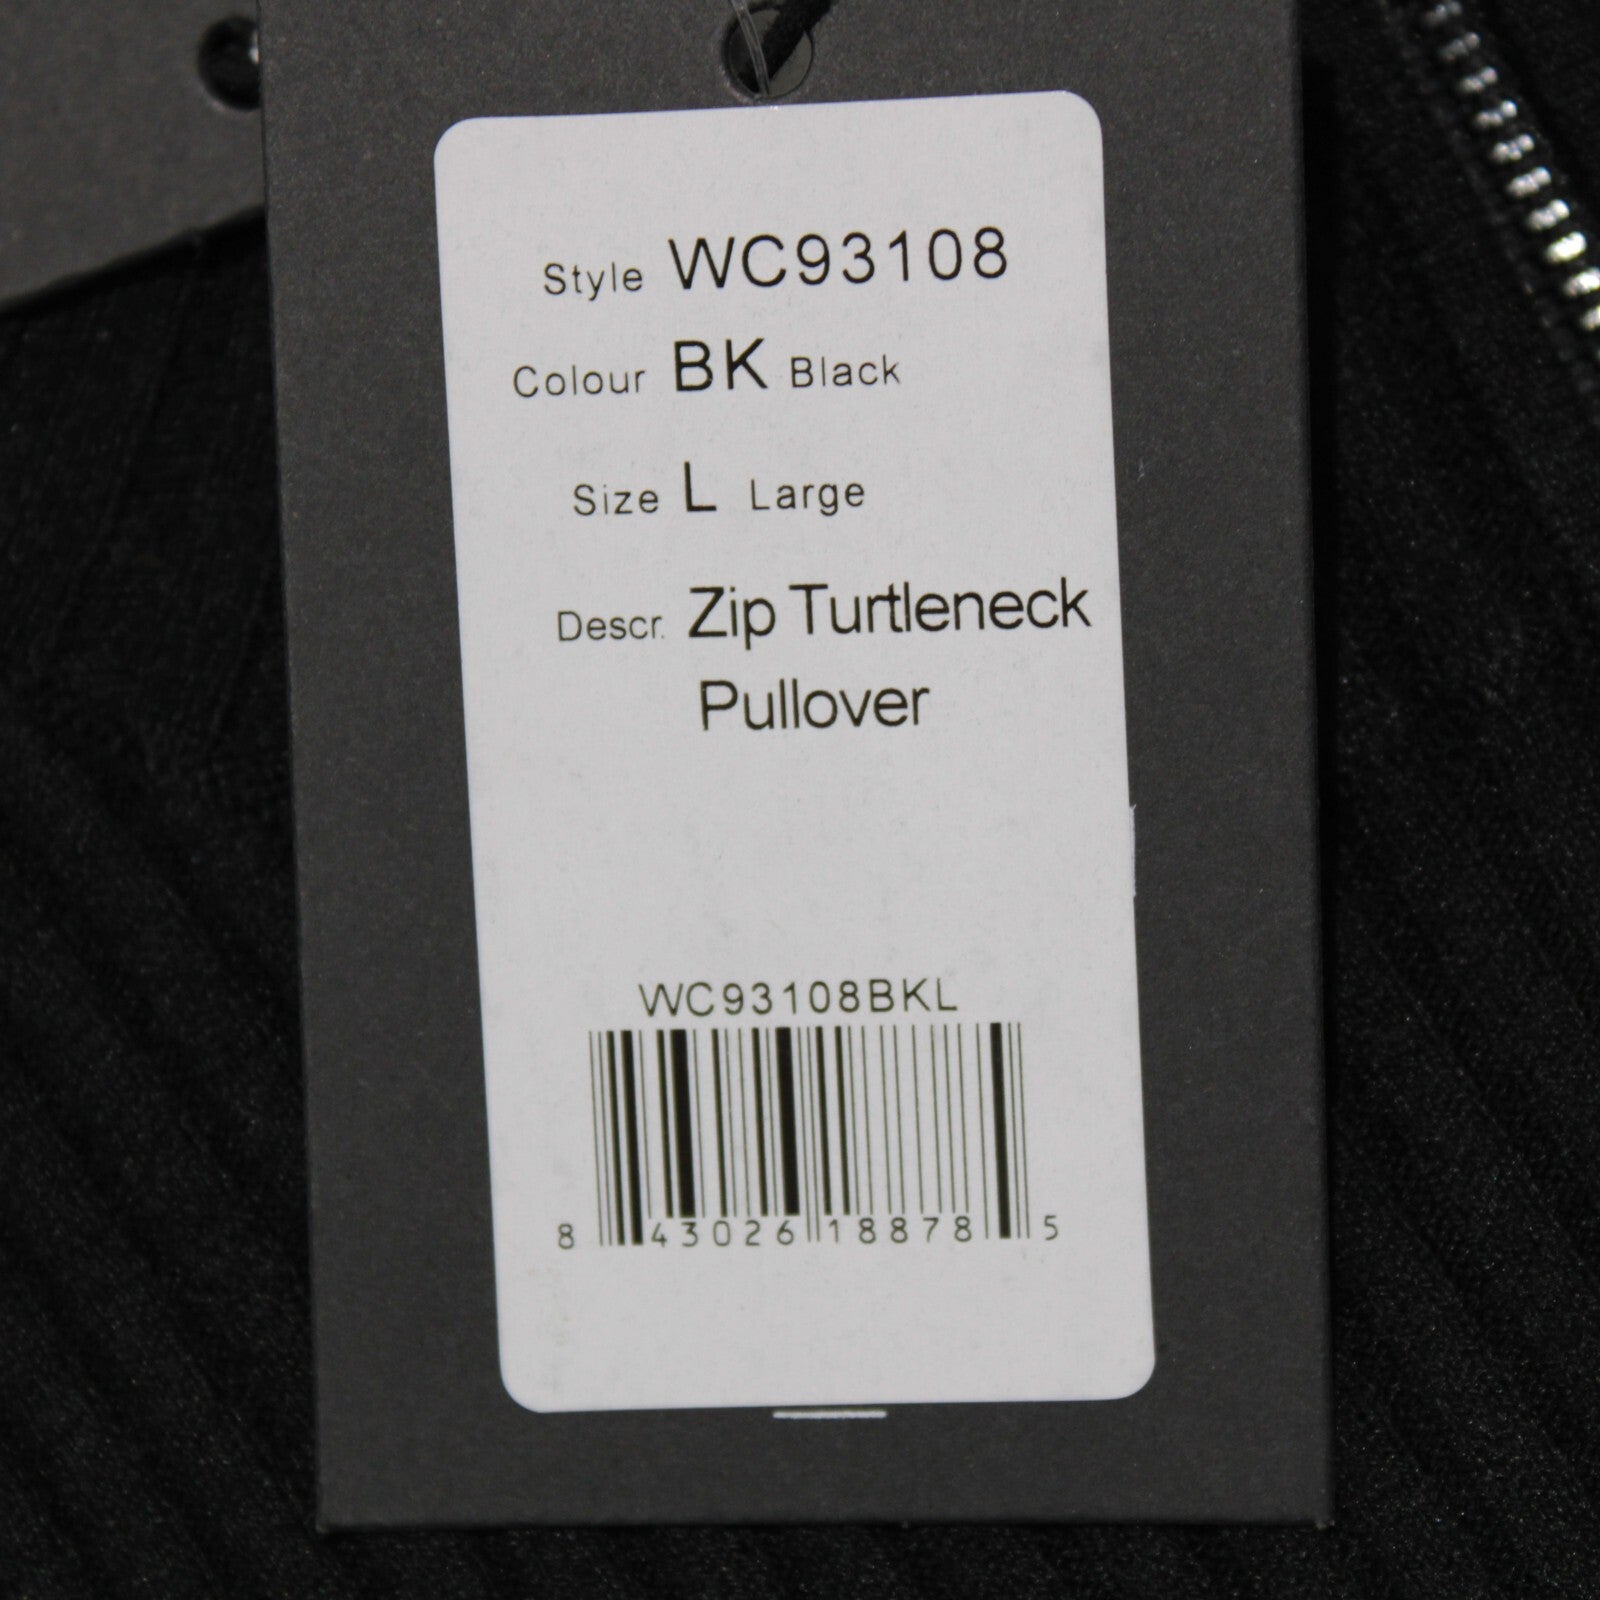 Style WC93108
Colour BK Black
Size L Large
Descr. Zip Turtleneck
Pullover
WC93108BKL
8 43026 18878 5